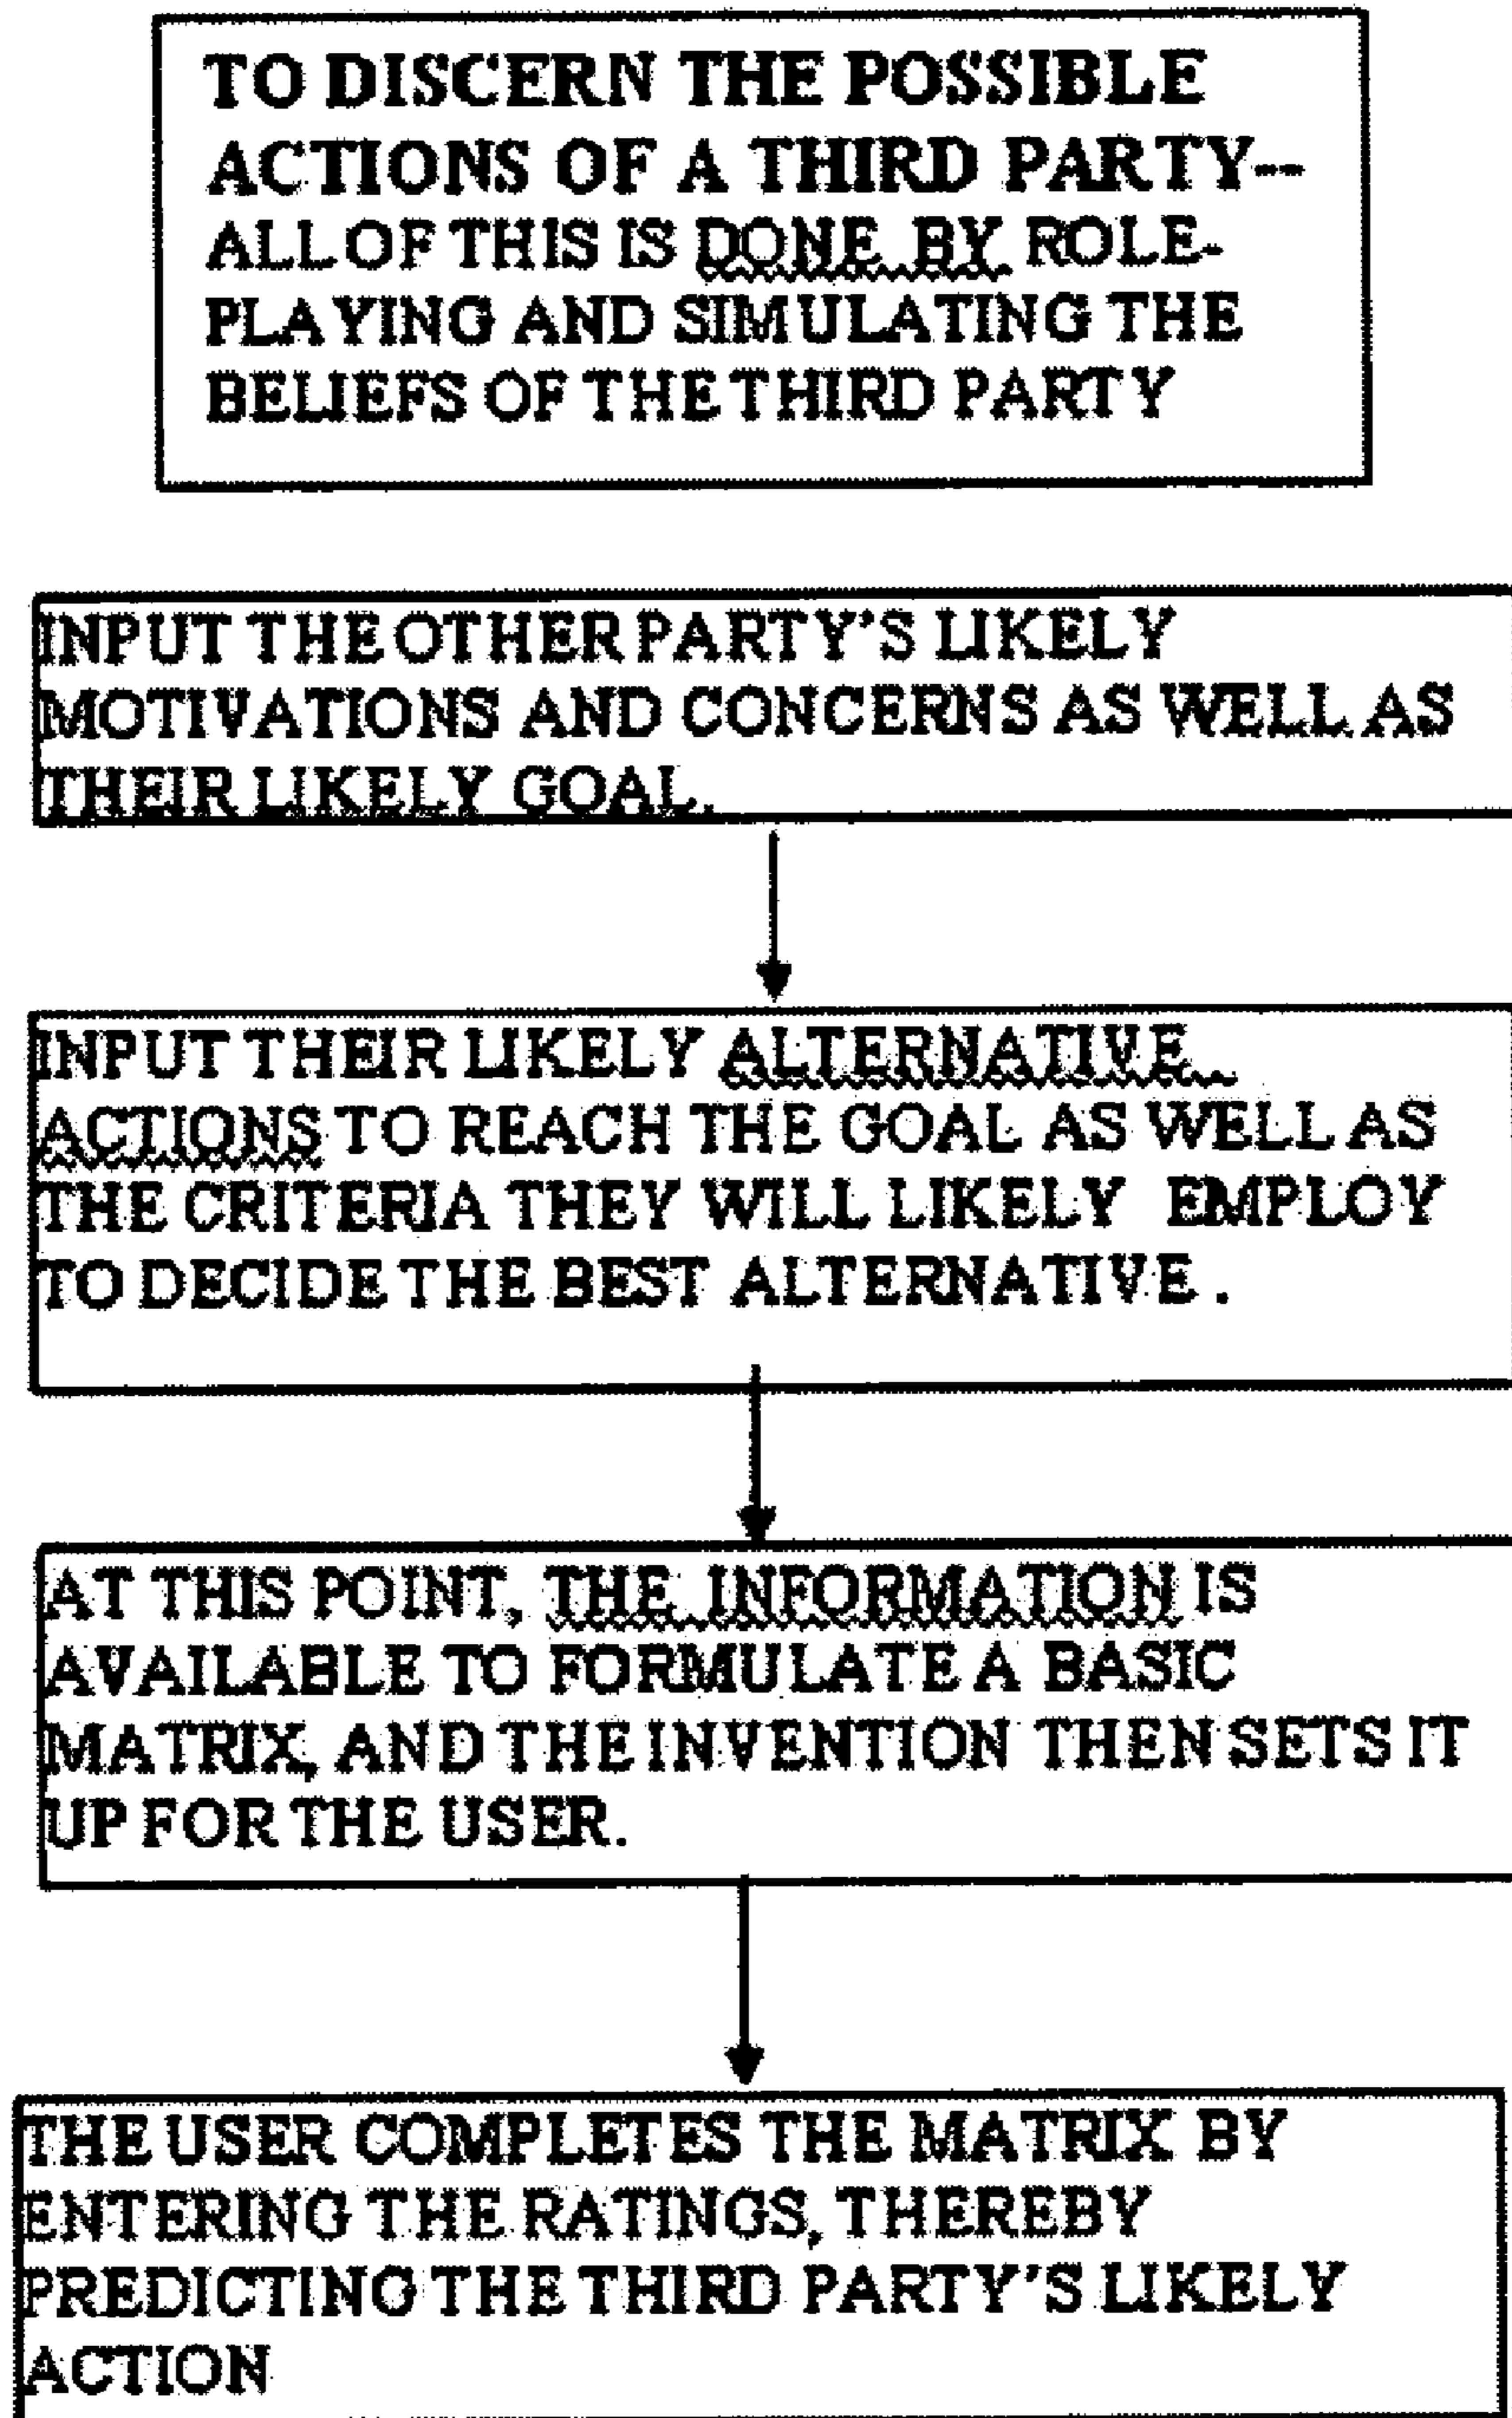 TO DISCERN THE POSSIBLE
ACTIONS OF A THIRD PARTY--
ALL OF THIS IS DONE BY ROLE-
PLAYING AND SIMULATING THE
BELIEFS OF THE THIRD PARTY
INPUT THE OTHER PARTY'S LIKELY
MOTIVATIONS AND CONCERNS AS WELL AS
THEIR LIKELY GOAL.
INPUT THEIR LIKELY ALTERNATIVE
ACTIONS TO REACH THE GOAL AS WELL AS
THE CRITERIA THEY WILL LIKELY EMPLOY
TO DECIDE THE BEST ALTERNATIVE.
AT THIS POINT, THE INFORMATION IS
AVAILABLE TO FORMULATE A BASIC
MATRIX, AND THE INVENTION THEN SETS IT
UP FOR THE USER.
THE USER COMPLETES THE MATRIX BY
ENTERING THE RATINGS, THEREBY
PREDICTING THE THIRD PARTY'S LIKELY
ACTION